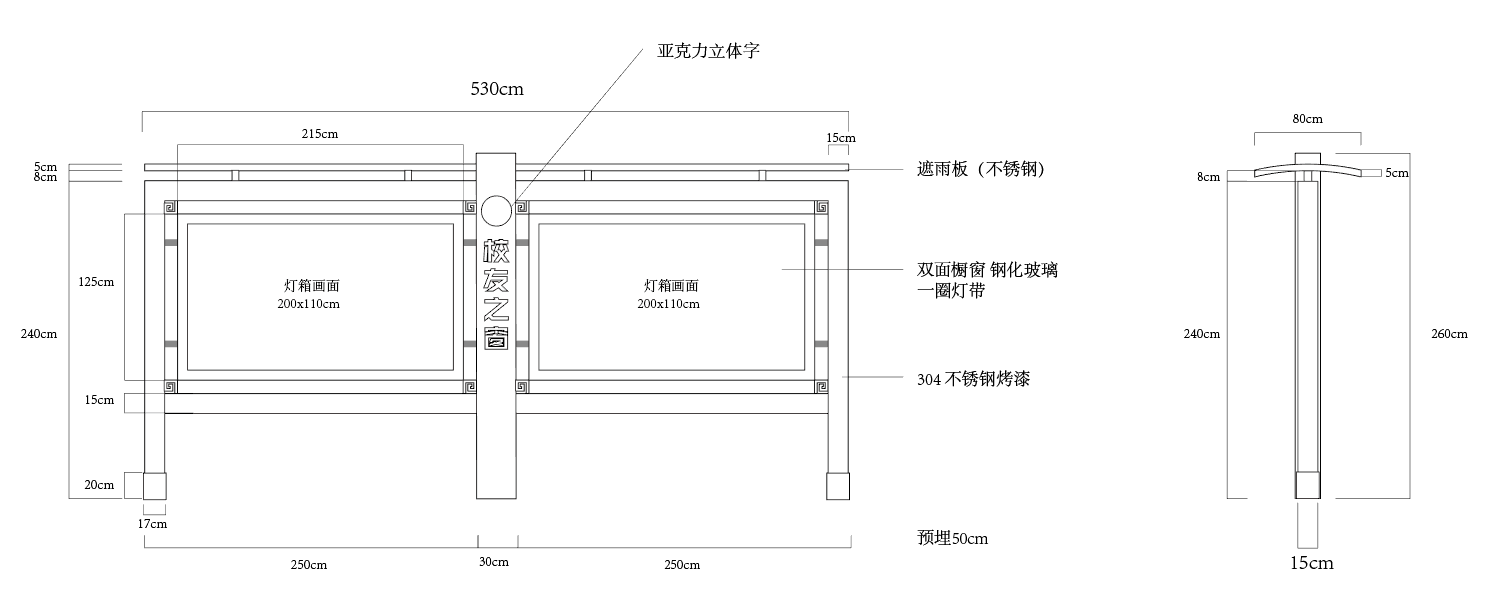 亚克力立体字
530cm
215cm
15cm
5cm
8cm
遮雨板（不锈钢）
125cm
240cm
15cm
20cm
17cm
灯箱画面
200x110cm
校
友
之
窗
灯箱画面
200x110cm
双面橱窗 钢化玻璃
一圈灯带
304 不锈钢烤漆
预埋50cm
250cm
30cm
250cm
80cm
8cm
5cm
240cm
260cm
15cm